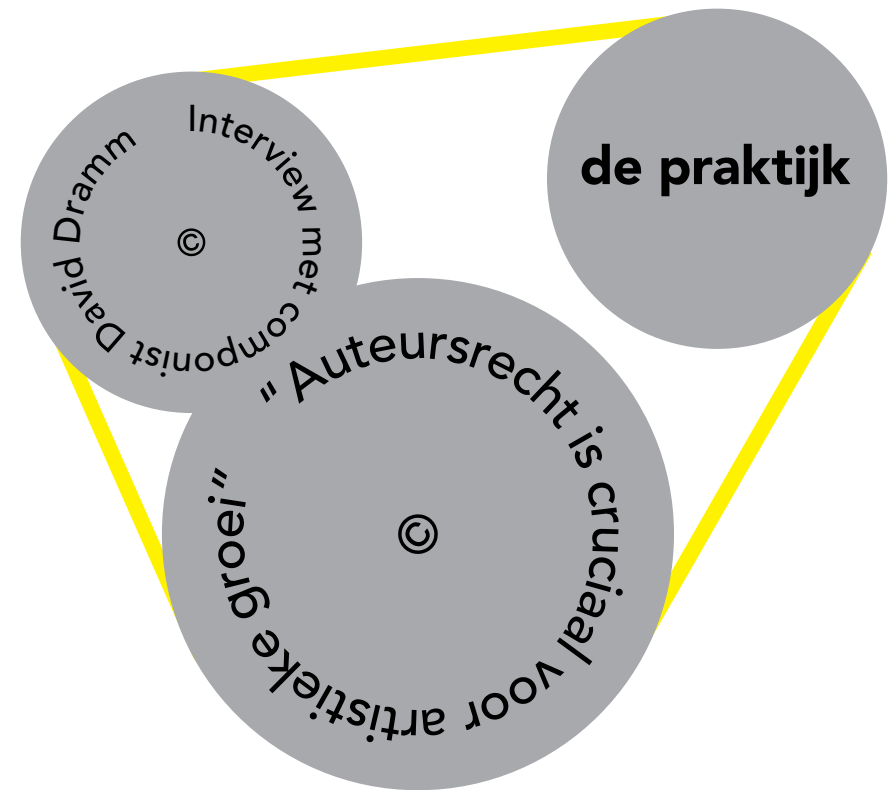 Interview met componist David Dramm
©
de praktijk
" Auteursrecht is cruciaal voor artistieke groei"
©